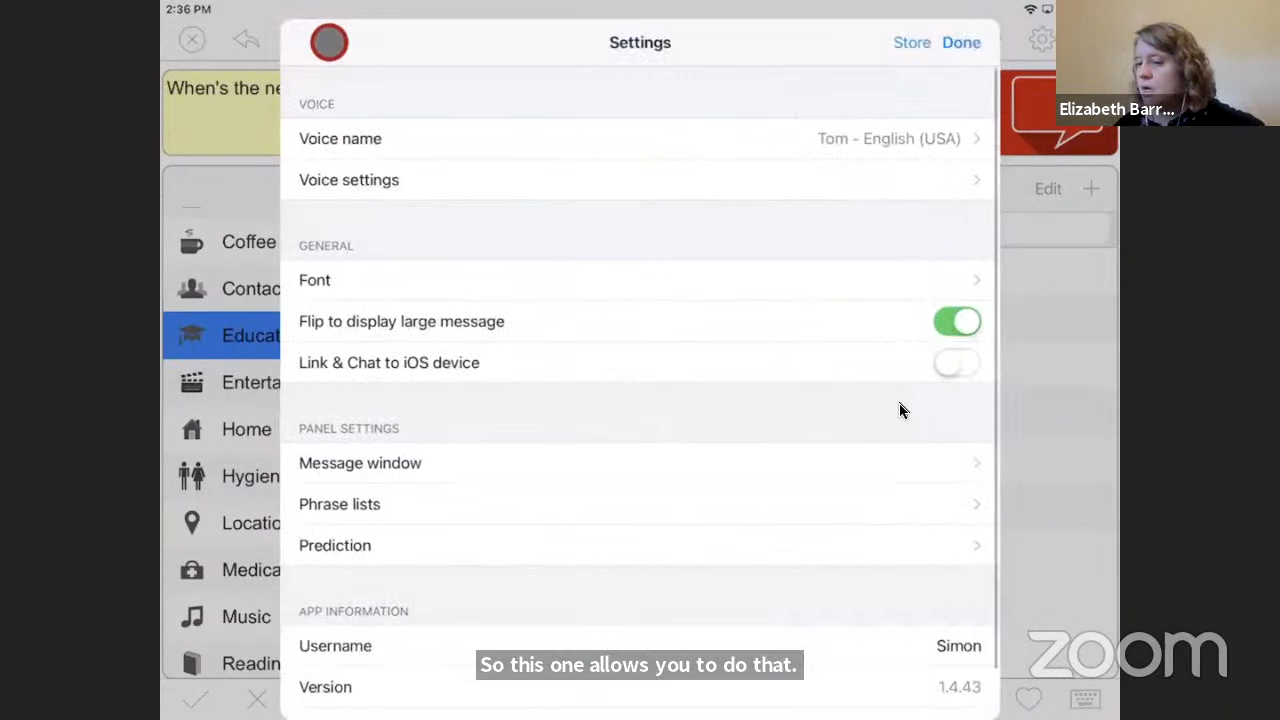 2:36 PM
Settings
Store
Done
Elizabeth Barr...
When's the ne
VOICE
Voice name
Tom - English (USA)
Voice settings
Edit
GENERAL
Font
Flip to display large message
Link & Chat to iOS device
PANEL SETTINGS
Message window
Phrase lists
Prediction
APP INFORMATION
Username
Simon
Version
1.4.43
Coffee
Contac
Educat
Enterta
Home
Hygien
Locatio
Medica
Music
Readin
So this one allows you to do that.
zoom